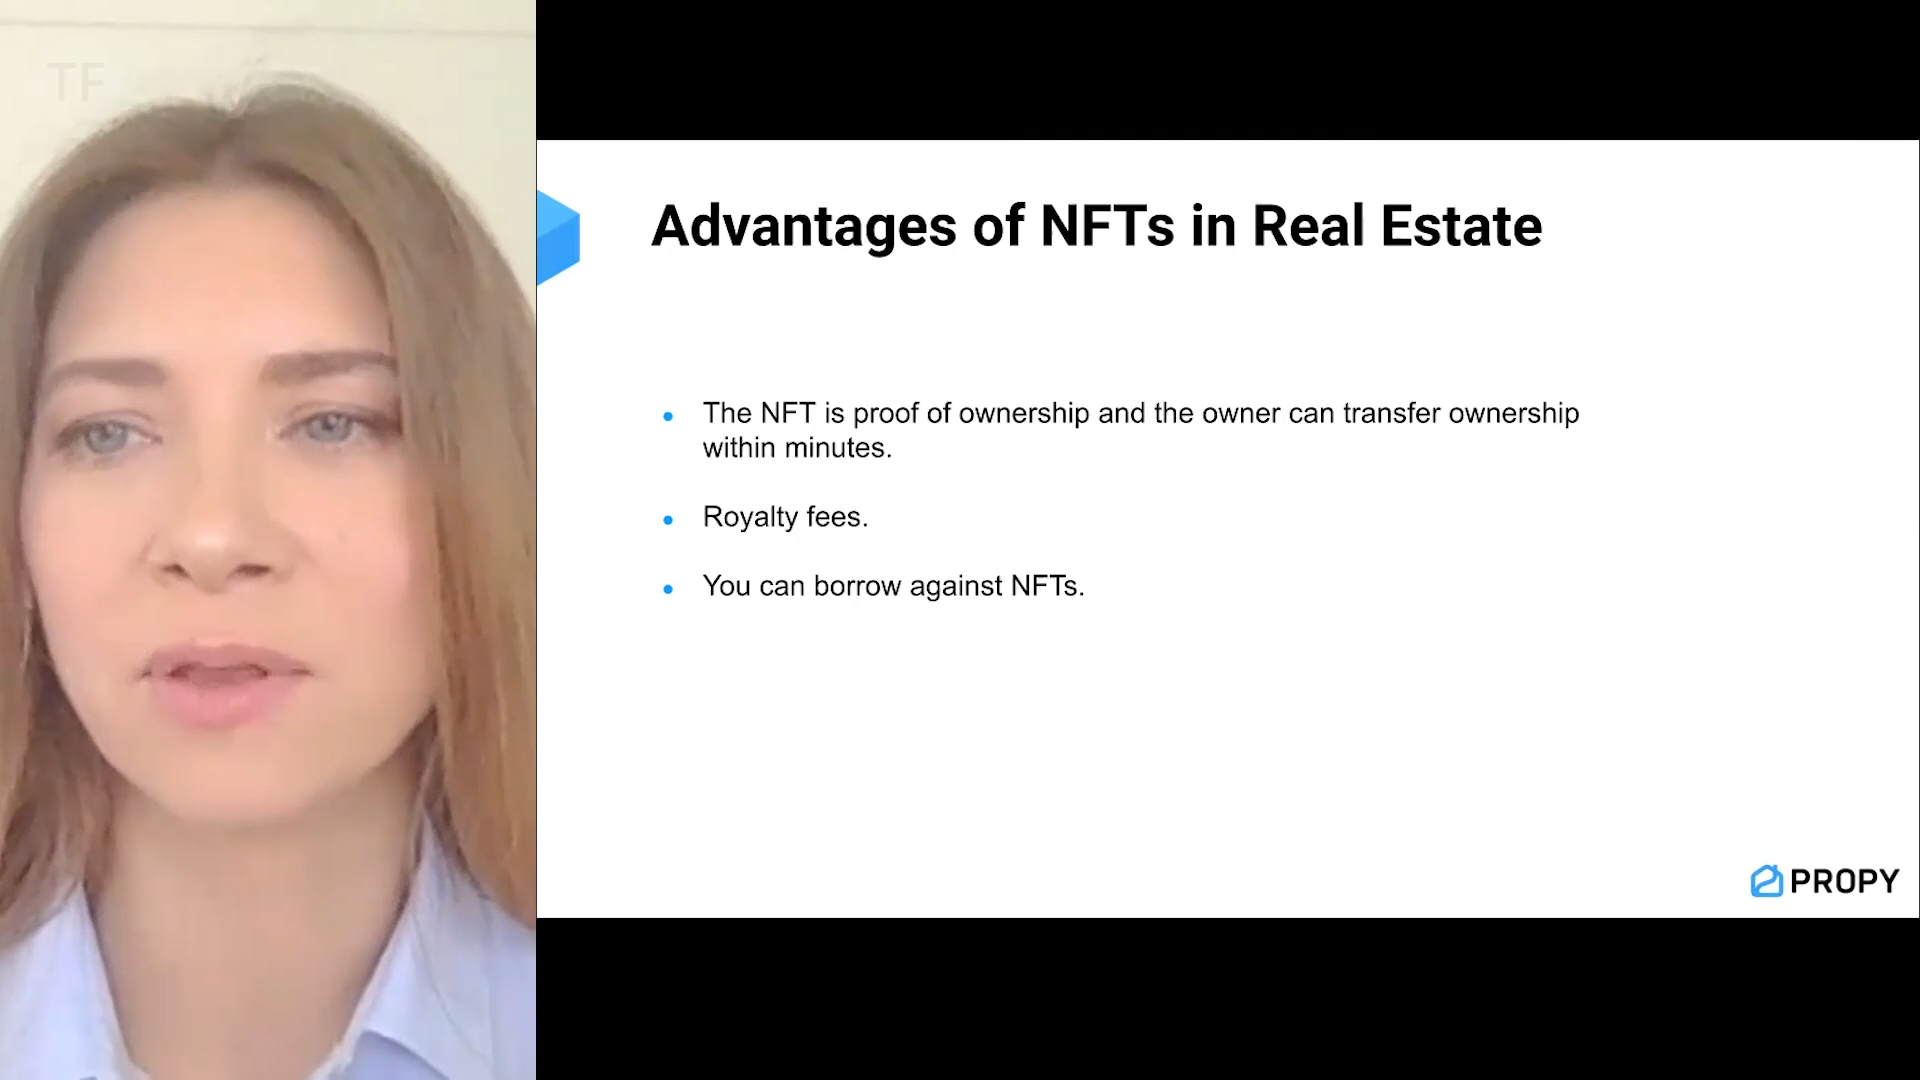 TF
Advantages of NFTs in Real Estate
The NFT is proof of ownership and the owner can transfer ownership
within minutes.
Royalty fees.
You can borrow against NFTs.
PROPY